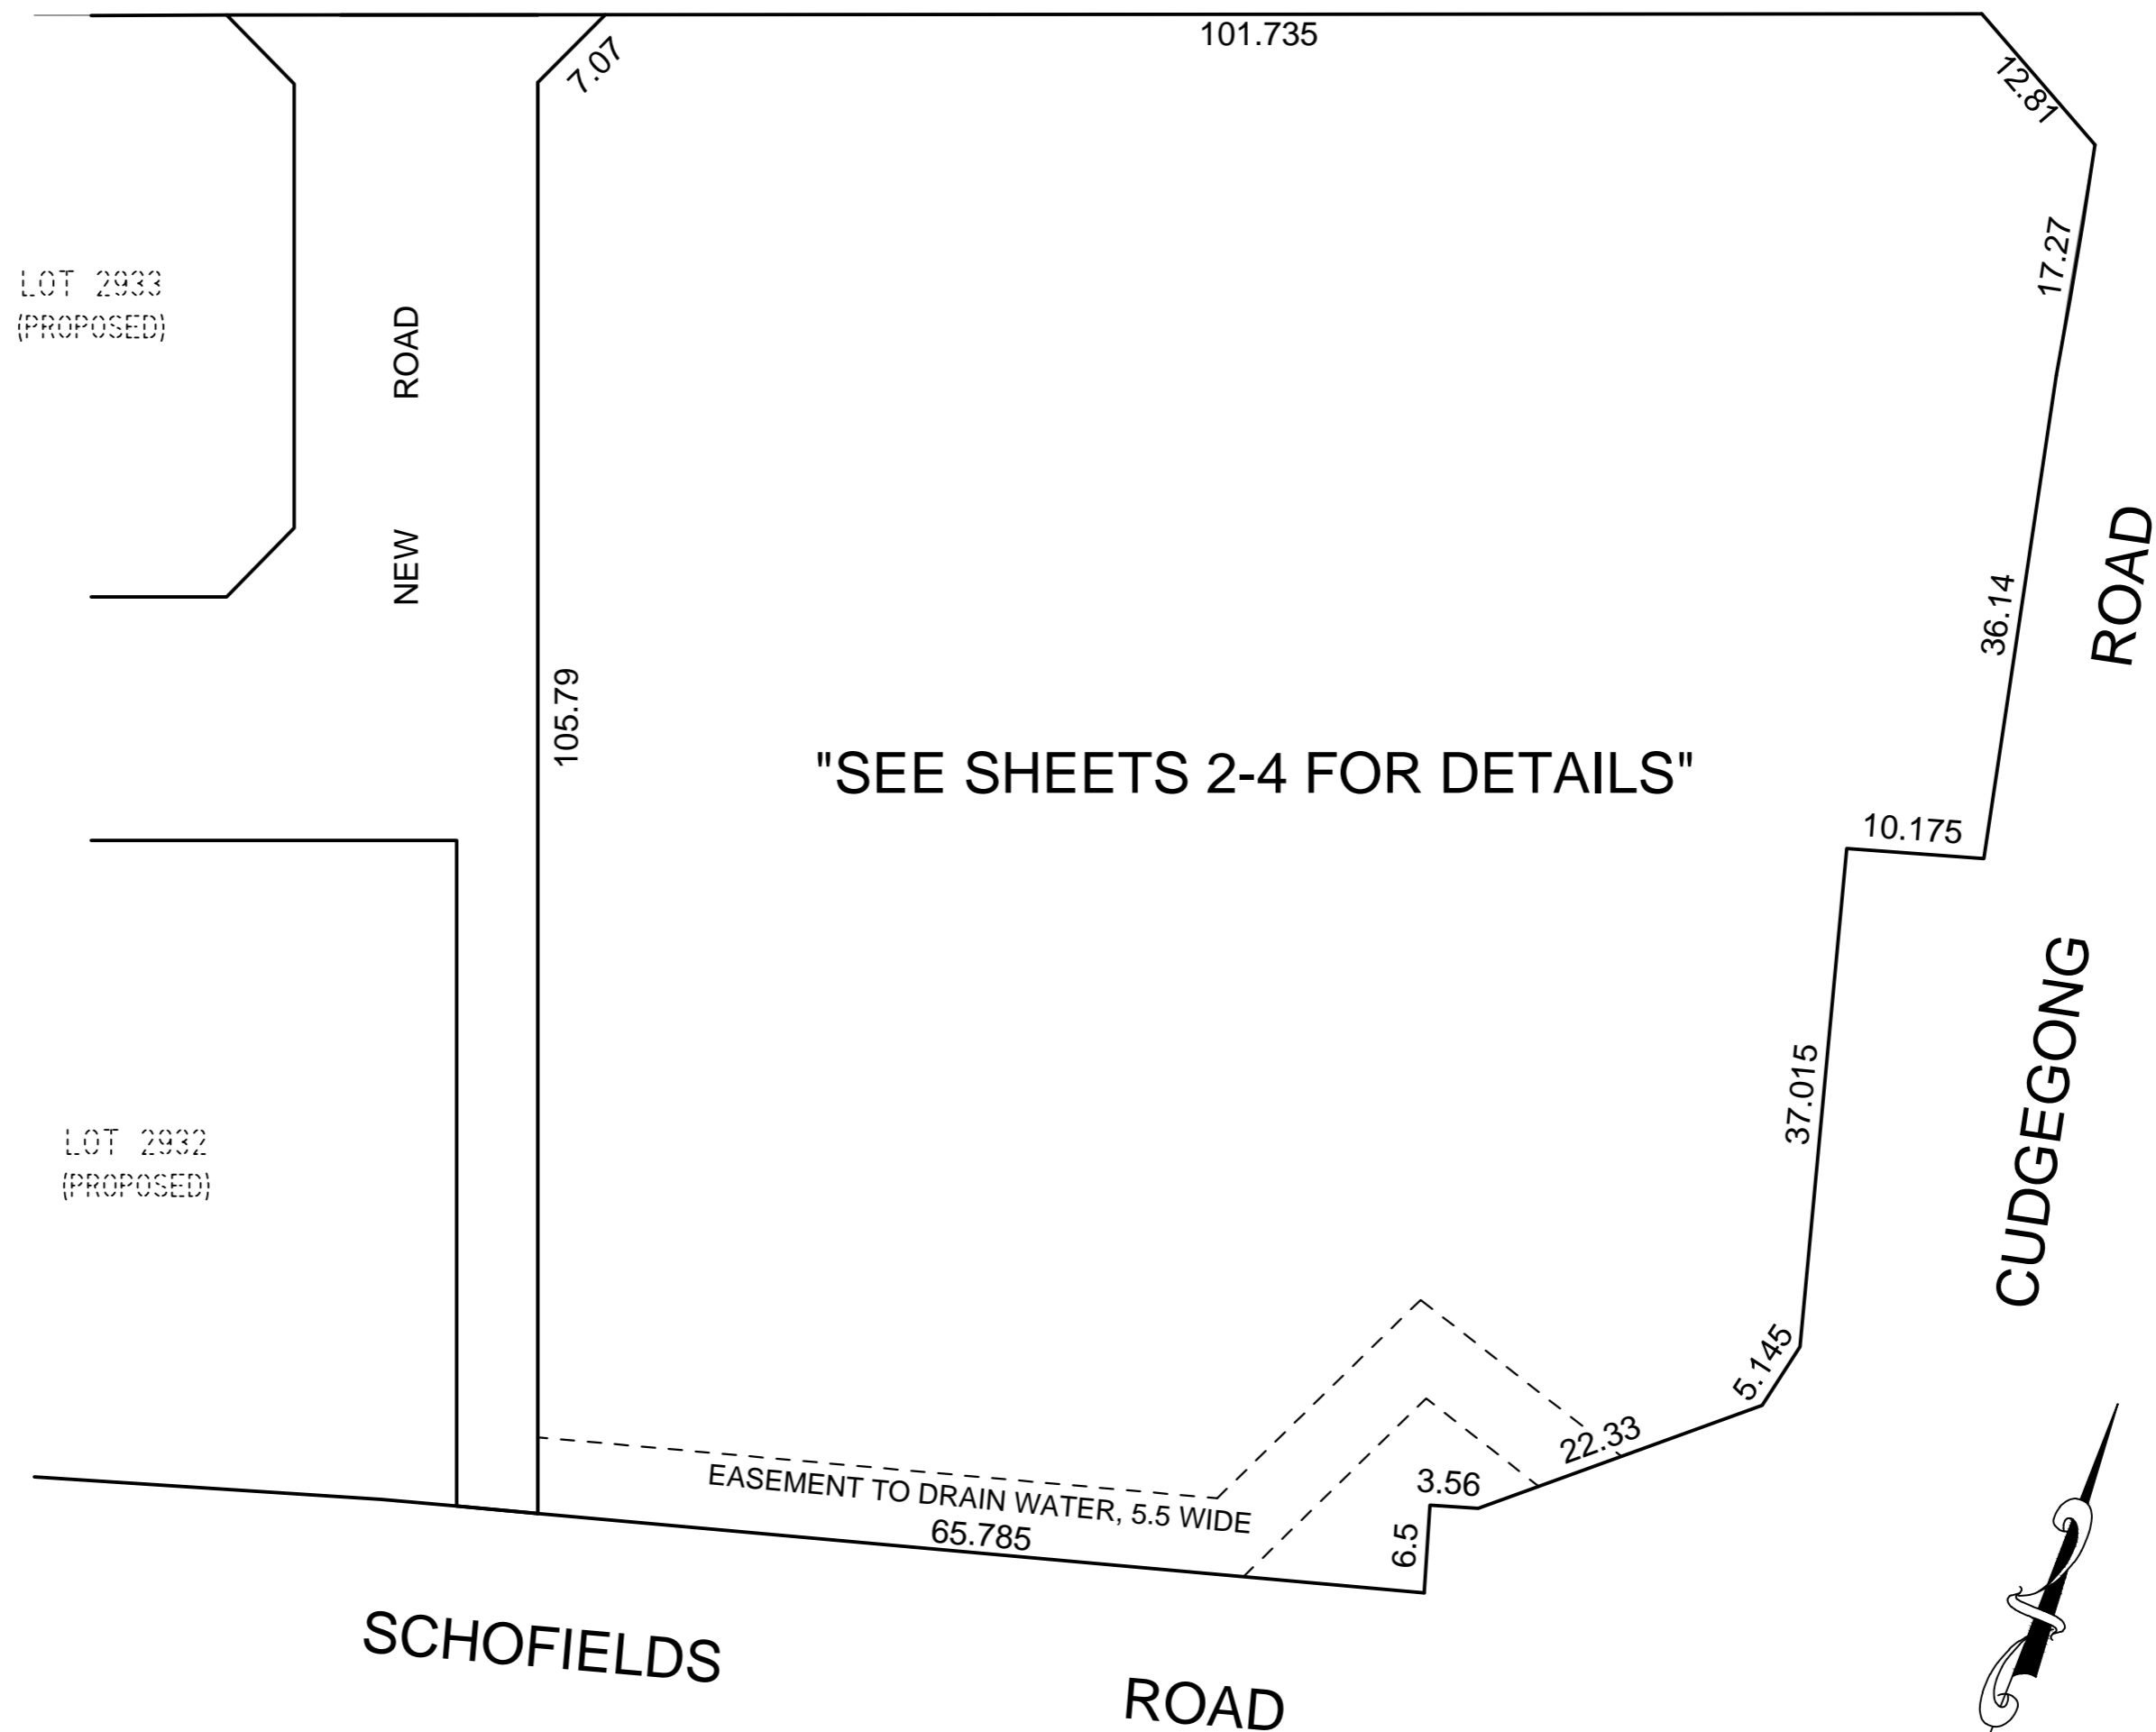 101.735
7.07
12.81
17.27
LOT 2933
(PROPOSED)
NEW ROAD
36.14
ROAD
105.79
"SEE SHEETS 2-4 FOR DETAILS"
10.175
CUDGEGONG
37.015
LOT 2932
(PROPOSED)
5.145
22.33
3.56
EASEMENT TO DRAIN WATER, 5.5 WIDE
65.785
6.5
SCHOFIELDS
ROAD